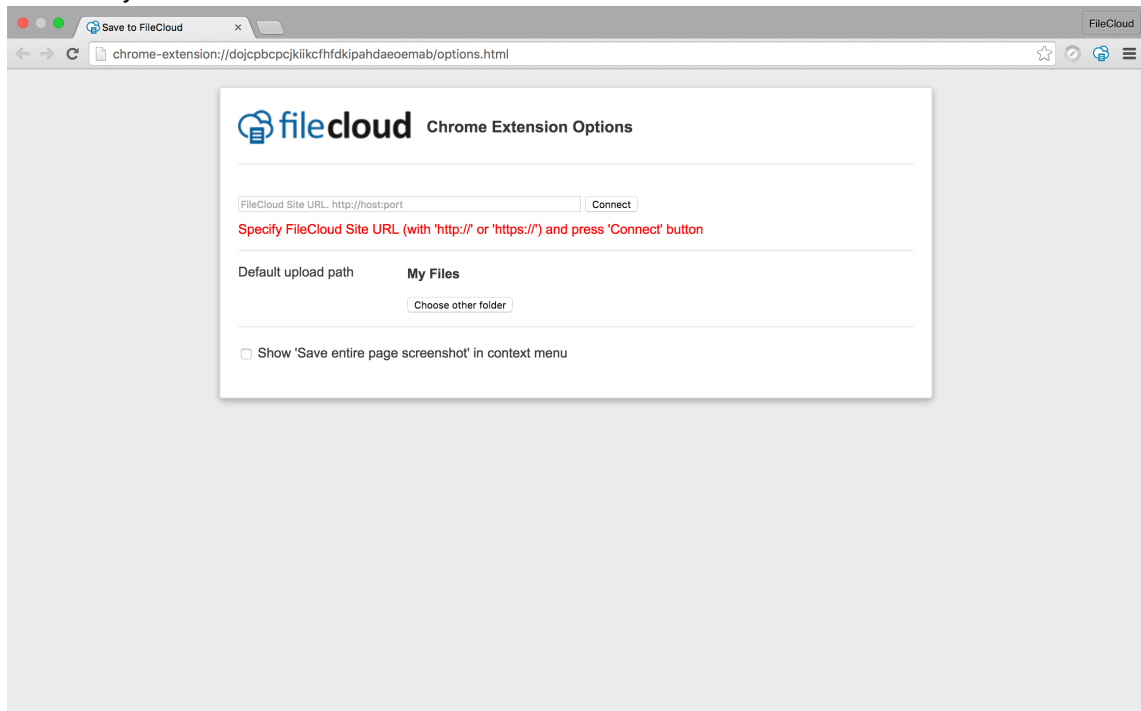 Save to FileCloud
FileCloud
chrome-extension://dojcpbcpcjkiikcfhfdkipahdaeoemab/options.html
filecloud Chrome Extension Options
FileCloud Site URL. http://host:port Connect
Specify FileCloud Site URL (with 'http://' or 'https://') and press 'Connect' button
Default upload path My Files
Choose other folder
Show 'Save entire page screenshot' in context menu